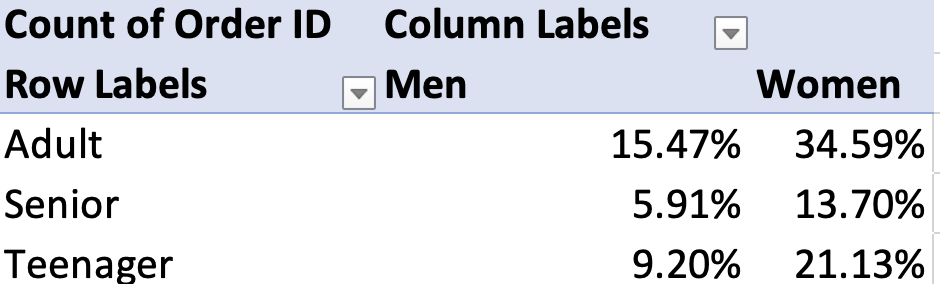 Count of Order ID Column Labels
Row Labels Men Women
Adult 15.47% 34.59%
Senior 5.91% 13.70%
Teenager 9.20% 21.13%